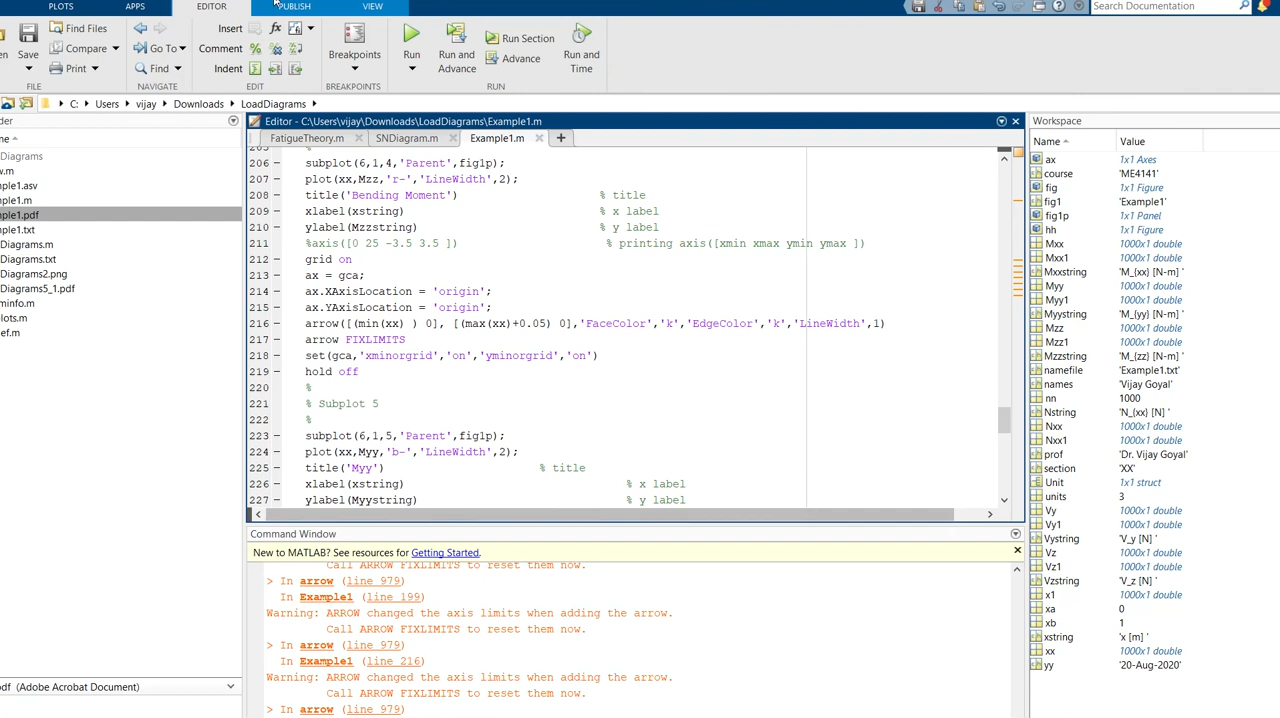 PLOTS APPS EDITOR PUBLISH VIEW
Search Documentation
Find Files Insert
Save Compare Go To Comment Breakpoints Run Run and Advance Run Section Advance Run and Time
Print Find Indent
FILE NAVIGATE EDIT BREAKPOINTS RUN
C: Users vijay Downloads LoadDiagrams
Editor - C:\Users\vijay\Downloads\LoadDiagrams\Example1.m
FatigueTheory.m SNDiagram.m Example1.m
206 subplot(6,1,4,'Parent',fig1p);
207 plot(xx,Mzz,'r-','LineWidth',2);
208 title('Bending Moment') % title
209 xlabel(xstring) % x label
210 ylabel(Mzzstring) % y label
211 %axis([0 25 -3.5 3.5 ]) % printing axis([xmin xmax ymin ymax ])
212 grid on
213 ax = gca;
214 ax.XAxisLocation = 'origin';
215 ax.YAxisLocation = 'origin';
216 arrow([(min(xx) ) 0], [(max(xx)+0.05) 0],'FaceColor','k','EdgeColor','k','LineWidth',1)
217 arrow FIXLIMITS
218 set(gca,'xminorgrid','on','yminorgrid','on')
219 hold off
220 %
221 % Subplot 5
222 %
223 subplot(6,1,5,'Parent',fig1p);
224 plot(xx,Myy,'b-','LineWidth',2);
225 title('Myy') % title
226 xlabel(xstring) % x label
227 ylabel(Myystring) % y label
Command Window
New to MATLAB? See resources for Getting Started.
Call ARROW FIXLIMITS to reset them now.
> In arrow (line 979)
In Example1 (line 199)
Warning: ARROW changed the axis limits when adding the arrow.
Call ARROW FIXLIMITS to reset them now.
> In arrow (line 979)
In Example1 (line 216)
Warning: ARROW changed the axis limits when adding the arrow.
Call ARROW FIXLIMITS to reset them now.
> In arrow (line 979)
Workspace
Name Value
ax 1x1 Axes
course 'ME4141'
fig 1x1 Figure
fig1 'Example1'
fig1p 1x1 Panel
hh 1x1 Figure
Mxx 1000x1 double
Mxx1 1000x1 double
Mxxstring 'M_(xx) [N-m] '
Myy 1000x1 double
Myy1 1000x1 double
Myystring 'M_(yy) [N-m] '
Mzz 1000x1 double
Mzz1 1000x1 double
Mzzstring 'M_(zz) [N-m] '
namefile 'Example1.txt'
names 'Vijay Goyal'
nn 1000
Nstring 'N_(xx) [N] '
Nxx 1000x1 double
Nxx1 1000x1 double
prof 'Dr. Vijay Goyal'
section 'XX'
Unit 1x1 struct
units 3
Vy 1000x1 double
Vy1 1000x1 double
Vystring 'V_y [N] '
Vz 1000x1 double
Vz1 1000x1 double
Vzstring 'V_z [N] '
x1 1000x1 double
xa 0
xb 1
xstring 'x [m] '
xx 1000x1 double
yy '20-Aug-2020'
der
me
Diagrams
w.m
mple1.asv
mple1.m
mple1.pdf
mple1.txt
Diagrams.m
Diagrams.txt
Diagrams2.png
Diagrams5_1.pdf
minfo.m
lots.m
ef.m
odf (Adobe Acrobat Document)